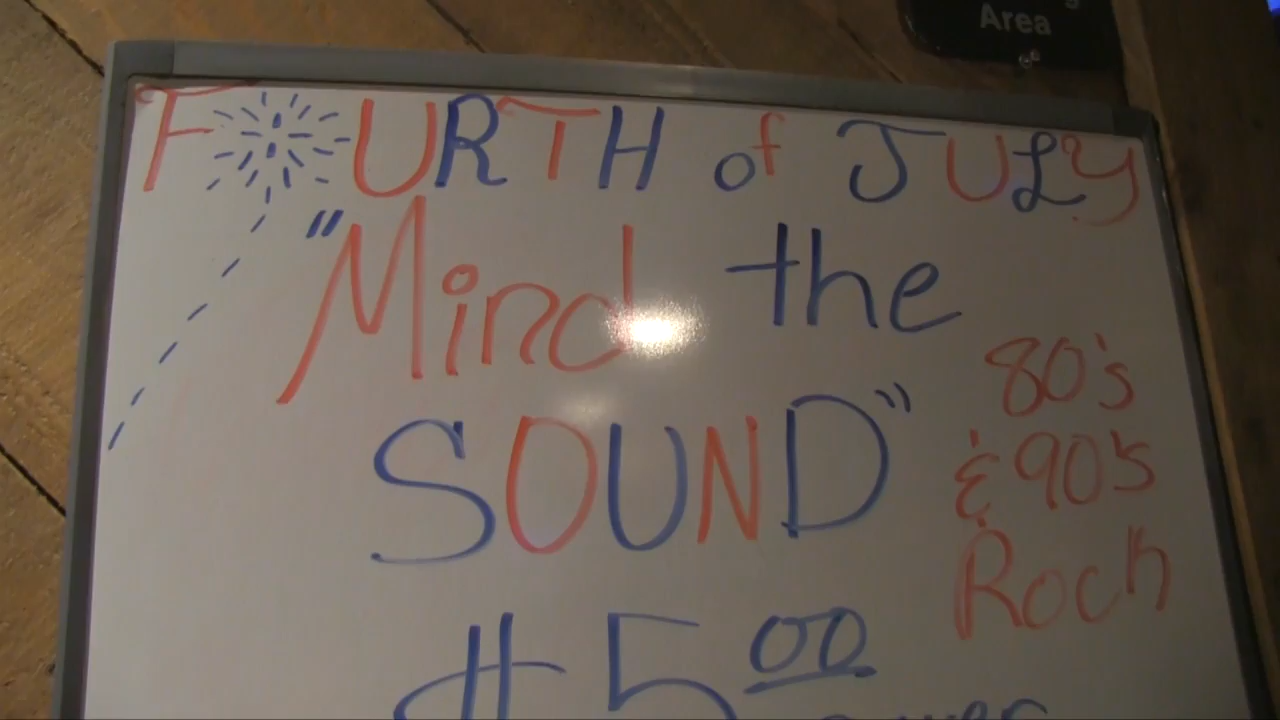 Area
FOURTH of JULY
"Mind the
SOUND"
80's
& 90's
Rock
$5.00